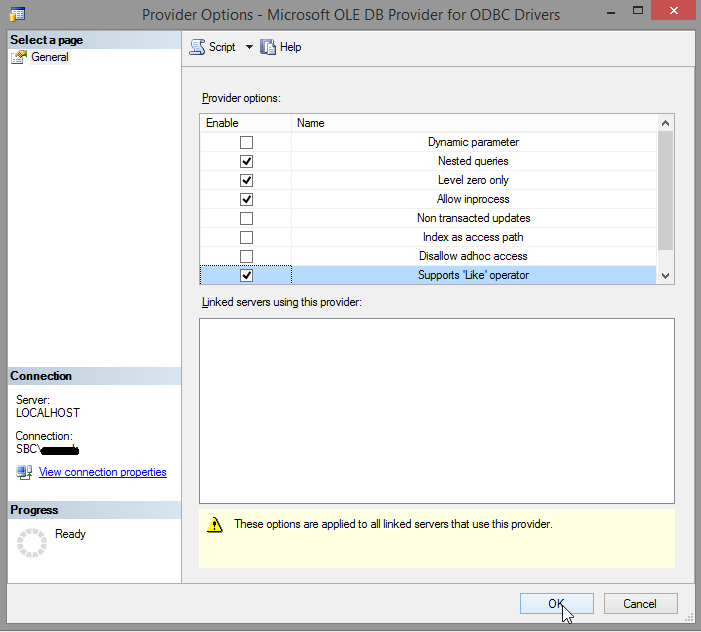 Provider Options - Microsoft OLE DB Provider for ODBC Drivers
Select a page
General
Script
Help
Provider options:
Enable
Name
Dynamic parameter
Nested queries
Level zero only
Allow inprocess
Non transacted updates
Index as access path
Disallow adhoc access
Supports 'Like' operator
Linked servers using this provider:
Connection
Server:
LOCALHOST
Connection:
SBC\
View connection properties
Progress
Ready
These options are applied to all linked servers that use this provider.
OK
Cancel